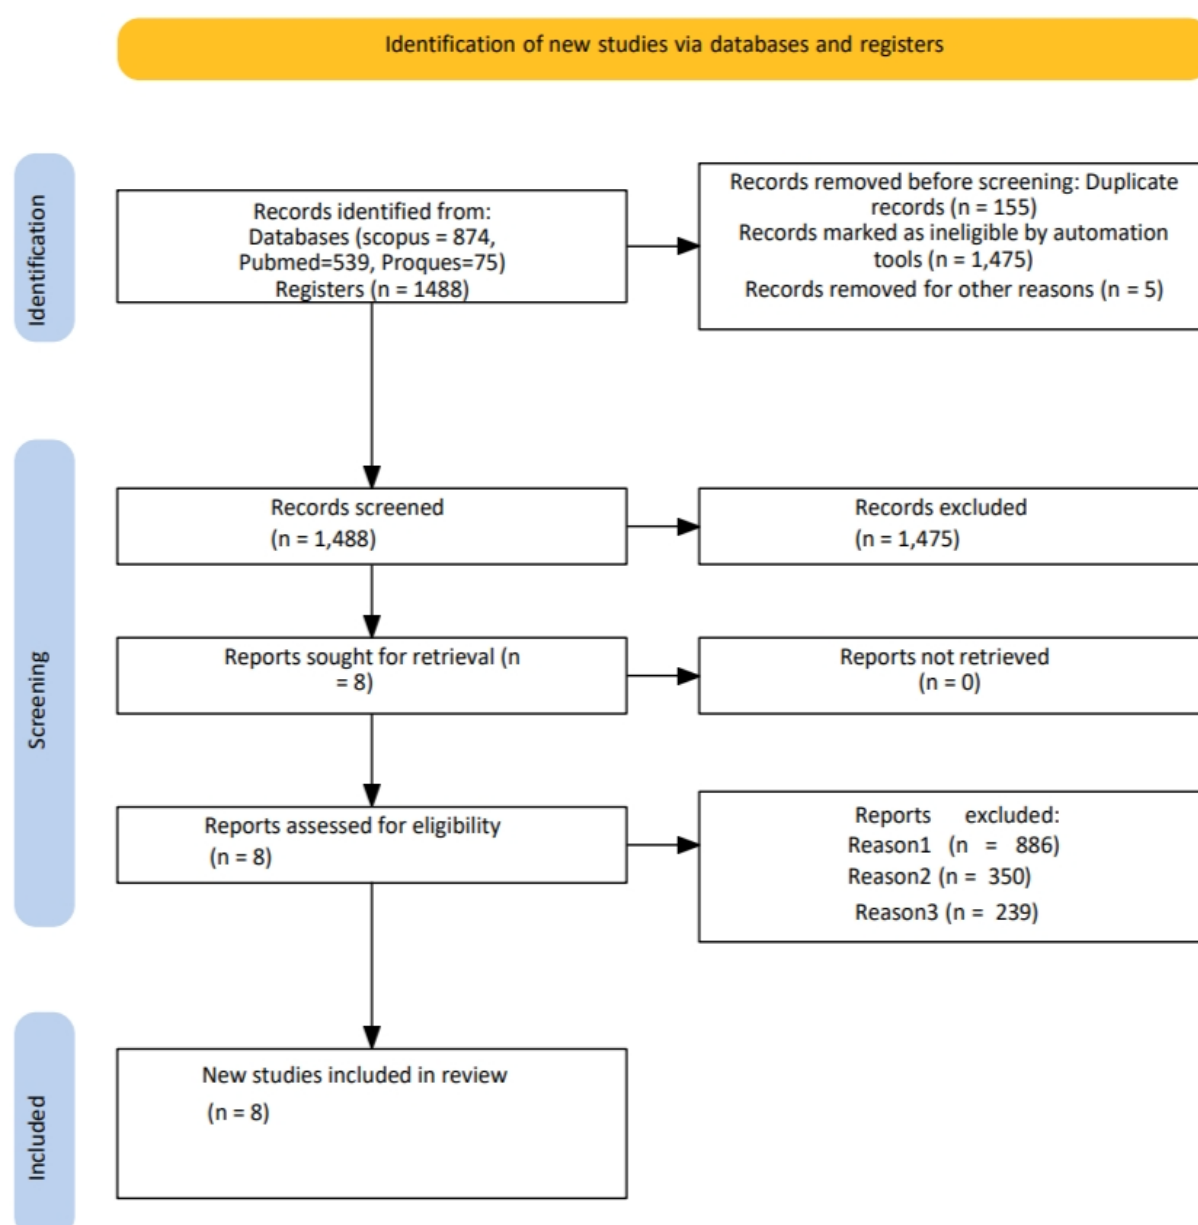 Identification of new studies via databases and registers
Identification
Records identified from:
Databases (scopus = 874,
Pubmed=539, Proques=75)
Registers (n = 1488)
Records removed before screening: Duplicate
records (n = 155)
Records marked as ineligible by automation
tools (n = 1,475)
Records removed for other reasons (n = 5)
Screening
Records screened
(n = 1,488)
Records excluded
(n = 1,475)
Reports sought for retrieval (n
= 8)
Reports not retrieved
(n = 0)
Reports assessed for eligibility
(n = 8)
Reports excluded:
Reason1 (n = 886)
Reason2 (n = 350)
Reason3 (n = 239)
Included
New studies included in review
(n = 8)